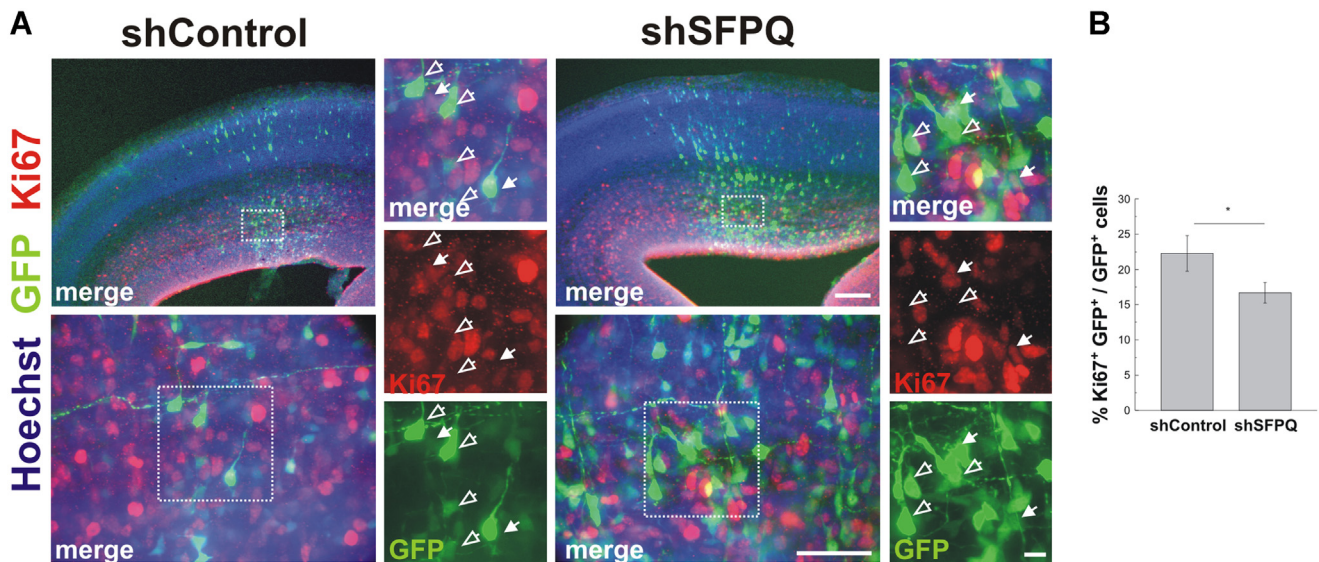 A
shControl
shSFPQ
B
Hoechst GFP Ki67
merge
merge
merge
merge
Ki67
Ki67
merge
GFP
merge
GFP
% Ki67⁺ GFP⁺ / GFP⁺ cells
30
25
20
15
10
5
0
*
shControl shSFPQ